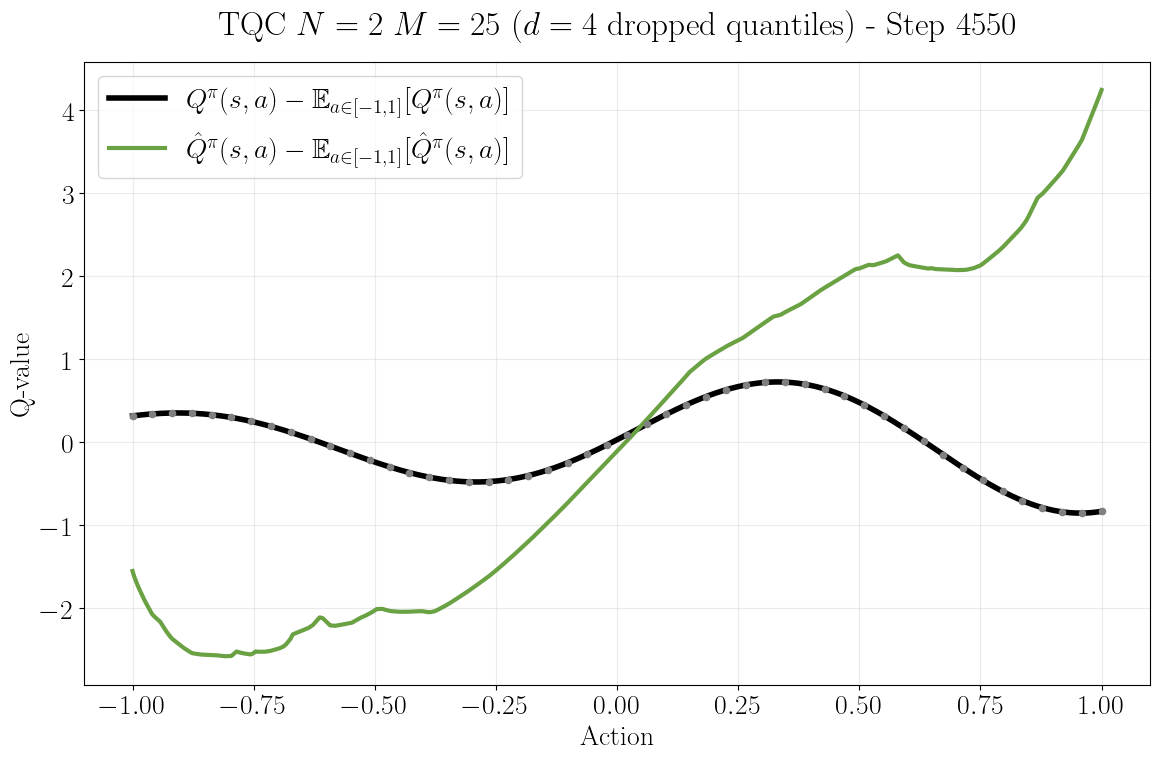 TQC N = 2 M = 25 (d = 4 dropped quantiles) - Step 4550
Q^π(s, a) − 𝔼_{a∈[−1,1]}[Q^π(s, a)]
Q̂^π(s, a) − 𝔼_{a∈[−1,1]}[Q̂^π(s, a)]
4
3
2
1
0
−1
−2
Q-value
−1.00 −0.75 −0.50 −0.25 0.00 0.25 0.50 0.75 1.00
Action